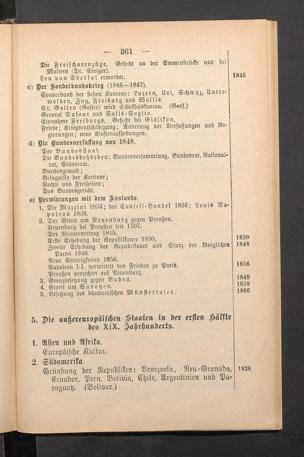 — 361 —
Die Freischarenzüge. Gefecht an der Emmenbrücke und bei
Malters (Dr. Steiger).
Leu von Ebersol ermordet. 1845
c) Der Sonderbundskrieg (1846—1847).
Sonderbund der sieben Kantone: Luzern, Uri, Schwyz, Unter-
walden, Zug, Freiburg und Wallis.
St. Gallen (Gaster) wird Schicksalskanton. (Genf.)
General Dufour und Salis-Soglio.
Einnahme Freiburgs. Gefecht bei Gislikon.
Friede; Kriegsentschädigung; Änderung der Verfassungen und Re-
gierungen; neue Klosteraufhebungen.
d) Die Bundesverfassung von 1848.
Der Bundesstaat.
Die Bundesbehörden: Bundesversammlung, Bundesrat, National-
rat, Ständerat.
Bundesgewalt;
Befugnisse der Kantone;
Rechte und Freiheiten;
Das Bundesgericht.
e) Verwicklungen mit dem Auslande.
1. Die Mazzini 1834; der Conseil-Handel 1836; Louis Na-
poleon 1838.
2. Der Streit um Neuenburg gegen Preußen.
Neuenburg bei Preußen seit 1707.
Der Wienervertrag 1815.
Erste Erhebung der Republikaner 1830. 1830
Zweite Erhebung der Republikaner und Sturz der königlichen 1848
Partei 1848.
Neue Streitigkeiten 1856.
Napoleon III. vermittelt den Frieden zu Paris. 1856
Preußen verzichtet auf Neuenburg.
3. Grenzbesetzung gegen Baden. 1849
4. Streit um Savoyen. 1859
5. Besetzung des bündnerischen Münstertales. 1866
5. Die außereuropäischen Staaten in der ersten Hälfte
des XIX. Jahrhunderts.
1. Asien und Afrika.
Europäische Kultur.
2. Südamerika.
Gründung der Republiken: Venezuela, Neu-Granada, 1826
Ecuador, Peru, Bolivia, Chile, Argentinien und Pa-
raguay. (Bolivar.)